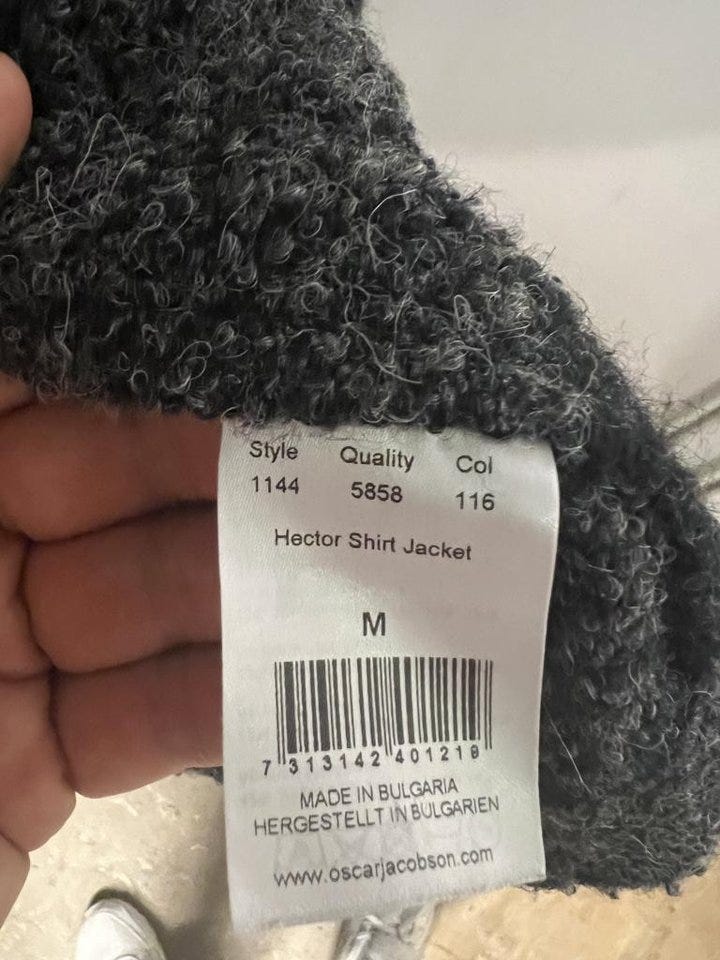 Style Quality Col
1144 5858 116
Hector Shirt Jacket
M
7 313142 401219
MADE IN BULGARIA
HERGESTELLT IN BULGARIEN
www.oscarjacobson.com